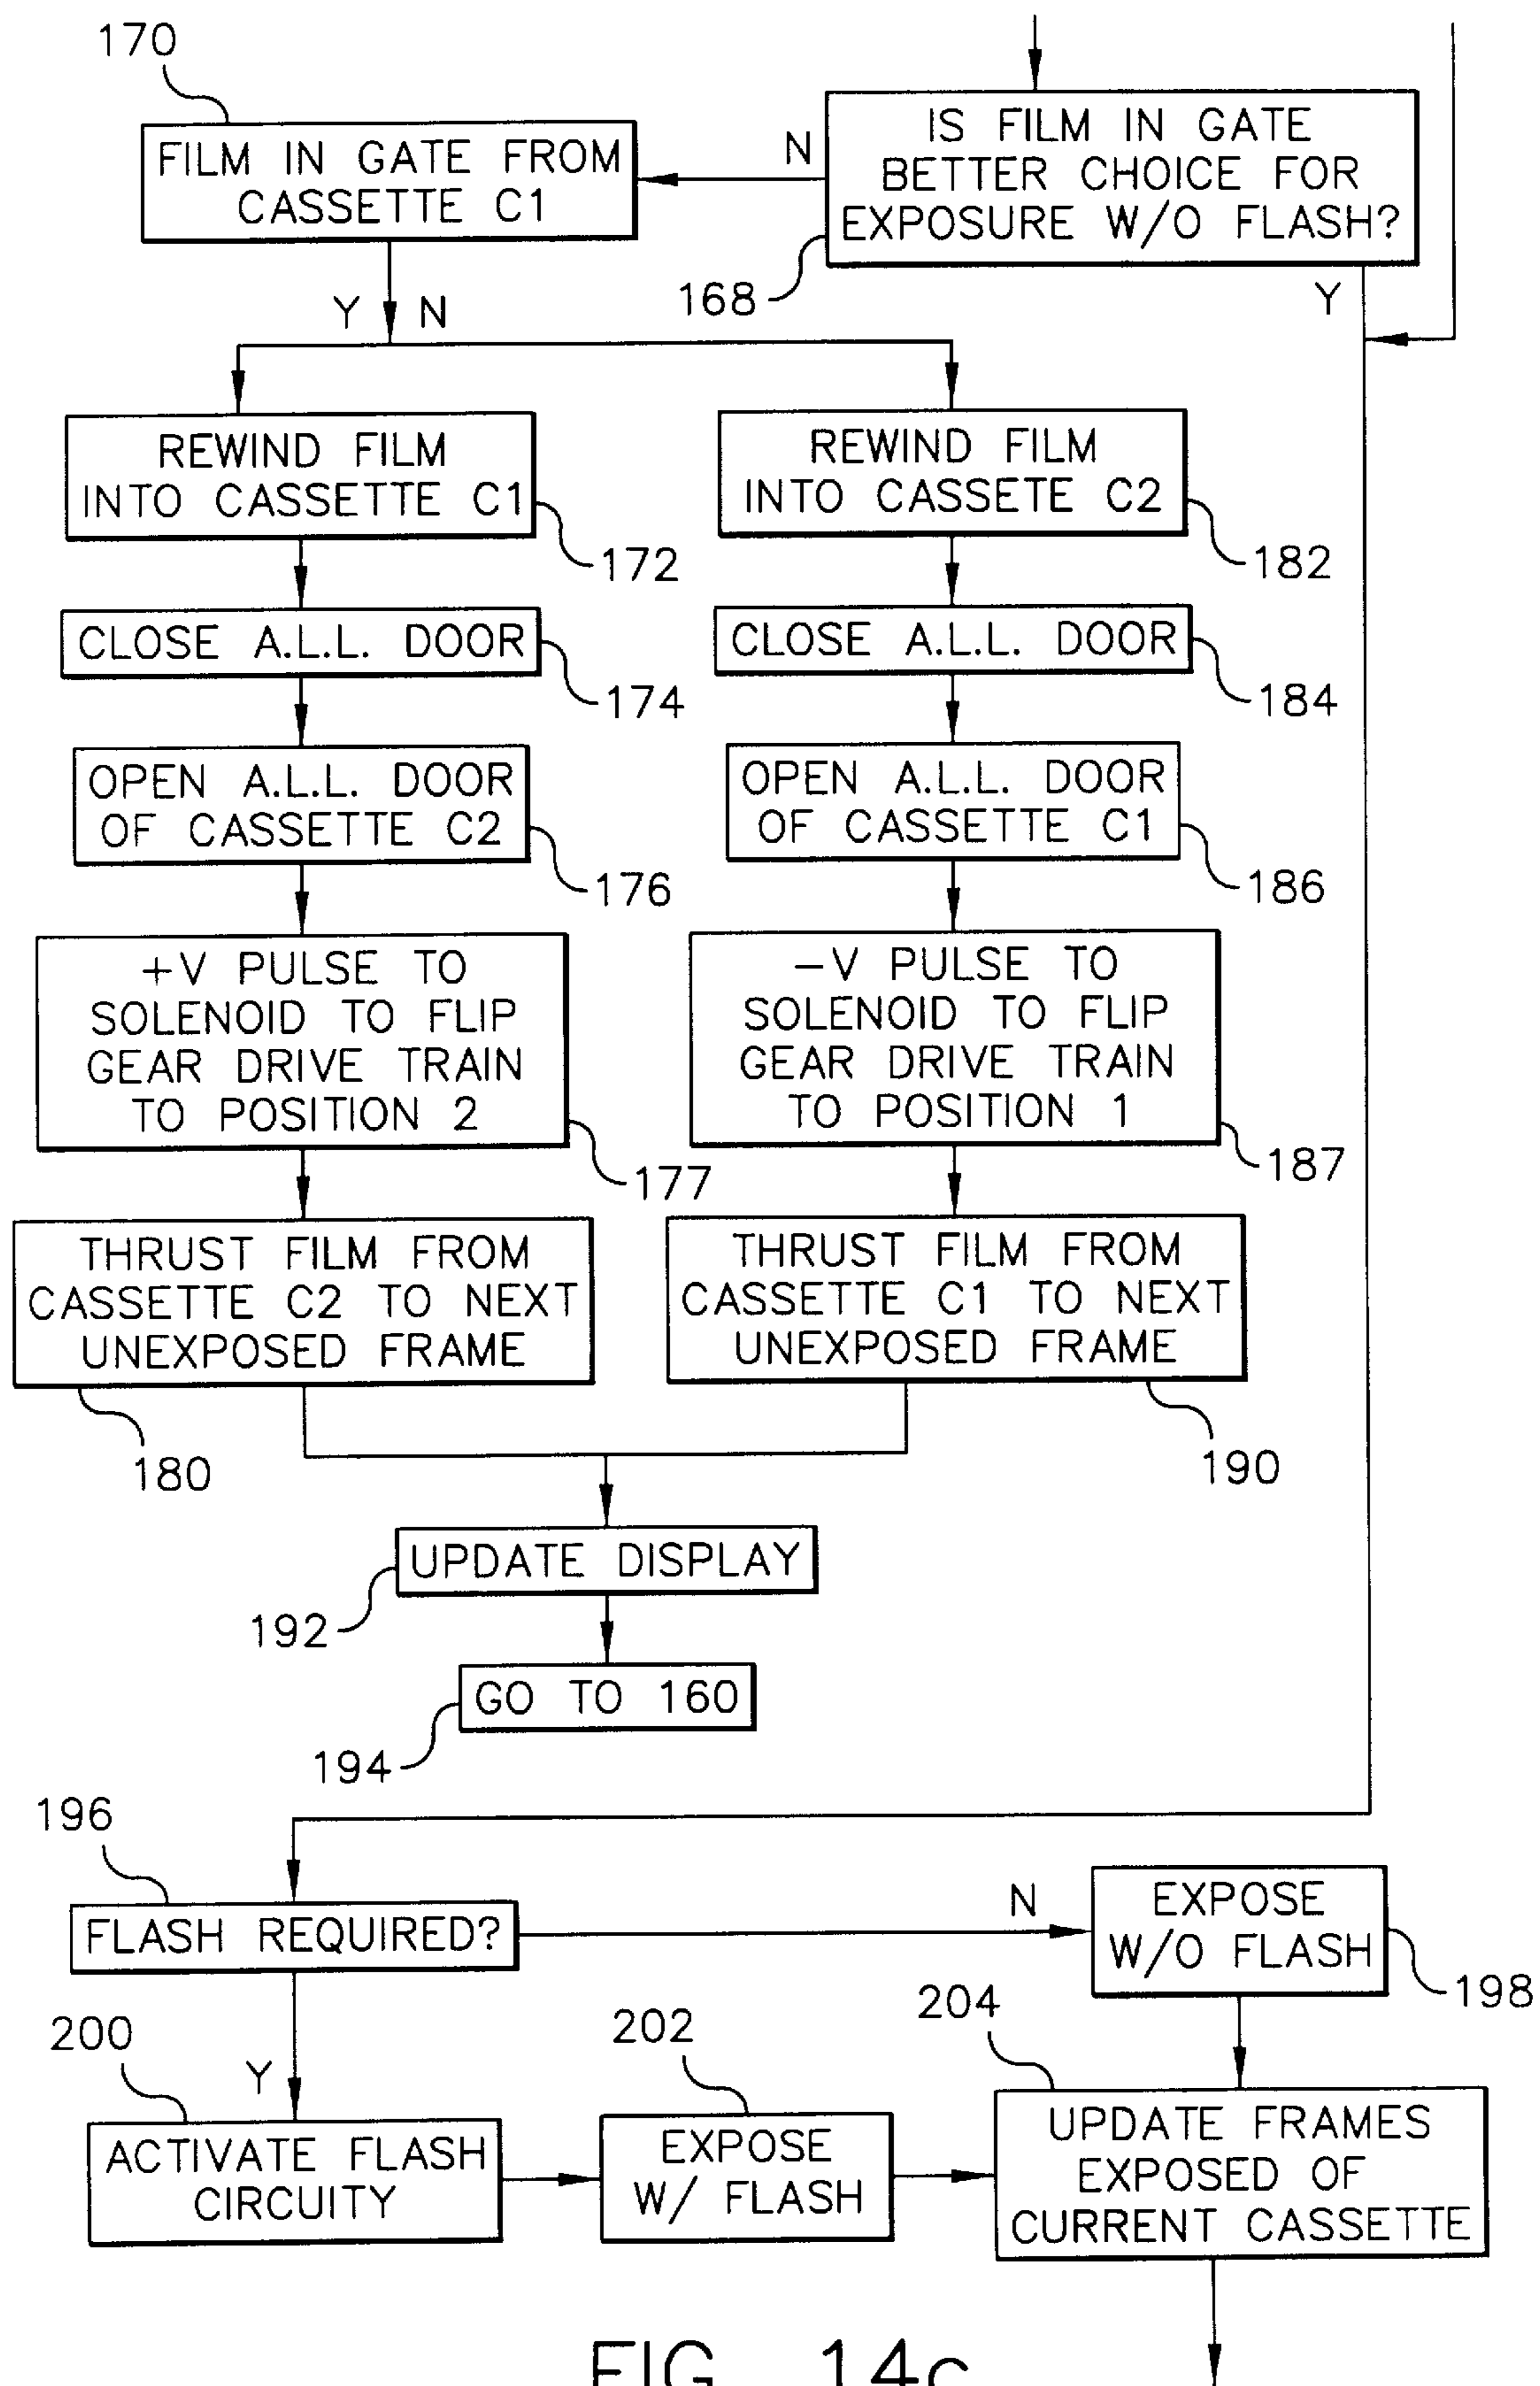 170
FILM IN GATE FROM
CASSETTE C1
N
IS FILM IN GATE
BETTER CHOICE FOR
EXPOSURE W/O FLASH?
168
Y
Y N
REWIND FILM
INTO CASSETTE C1
172
REWIND FILM
INTO CASSETE C2
182
CLOSE A.L.L. DOOR
174
CLOSE A.L.L. DOOR
184
OPEN A.L.L. DOOR
OF CASSETTE C2
176
OPEN A.L.L. DOOR
OF CASSETTE C1
186
+V PULSE TO
SOLENOID TO FLIP
GEAR DRIVE TRAIN
TO POSITION 2
177
-V PULSE TO
SOLENOID TO FLIP
GEAR DRIVE TRAIN
TO POSITION 1
187
THRUST FILM FROM
CASSETTE C2 TO NEXT
UNEXPOSED FRAME
180
THRUST FILM FROM
CASSETTE C1 TO NEXT
UNEXPOSED FRAME
190
UPDATE DISPLAY
192
GO TO 160
194
196
FLASH REQUIRED?
N
EXPOSE
W/O FLASH
198
Y
200
ACTIVATE FLASH
CIRCUITY
202
EXPOSE
W/ FLASH
204
UPDATE FRAMES
EXPOSED OF
CURRENT CASSETTE
FIG. 14c